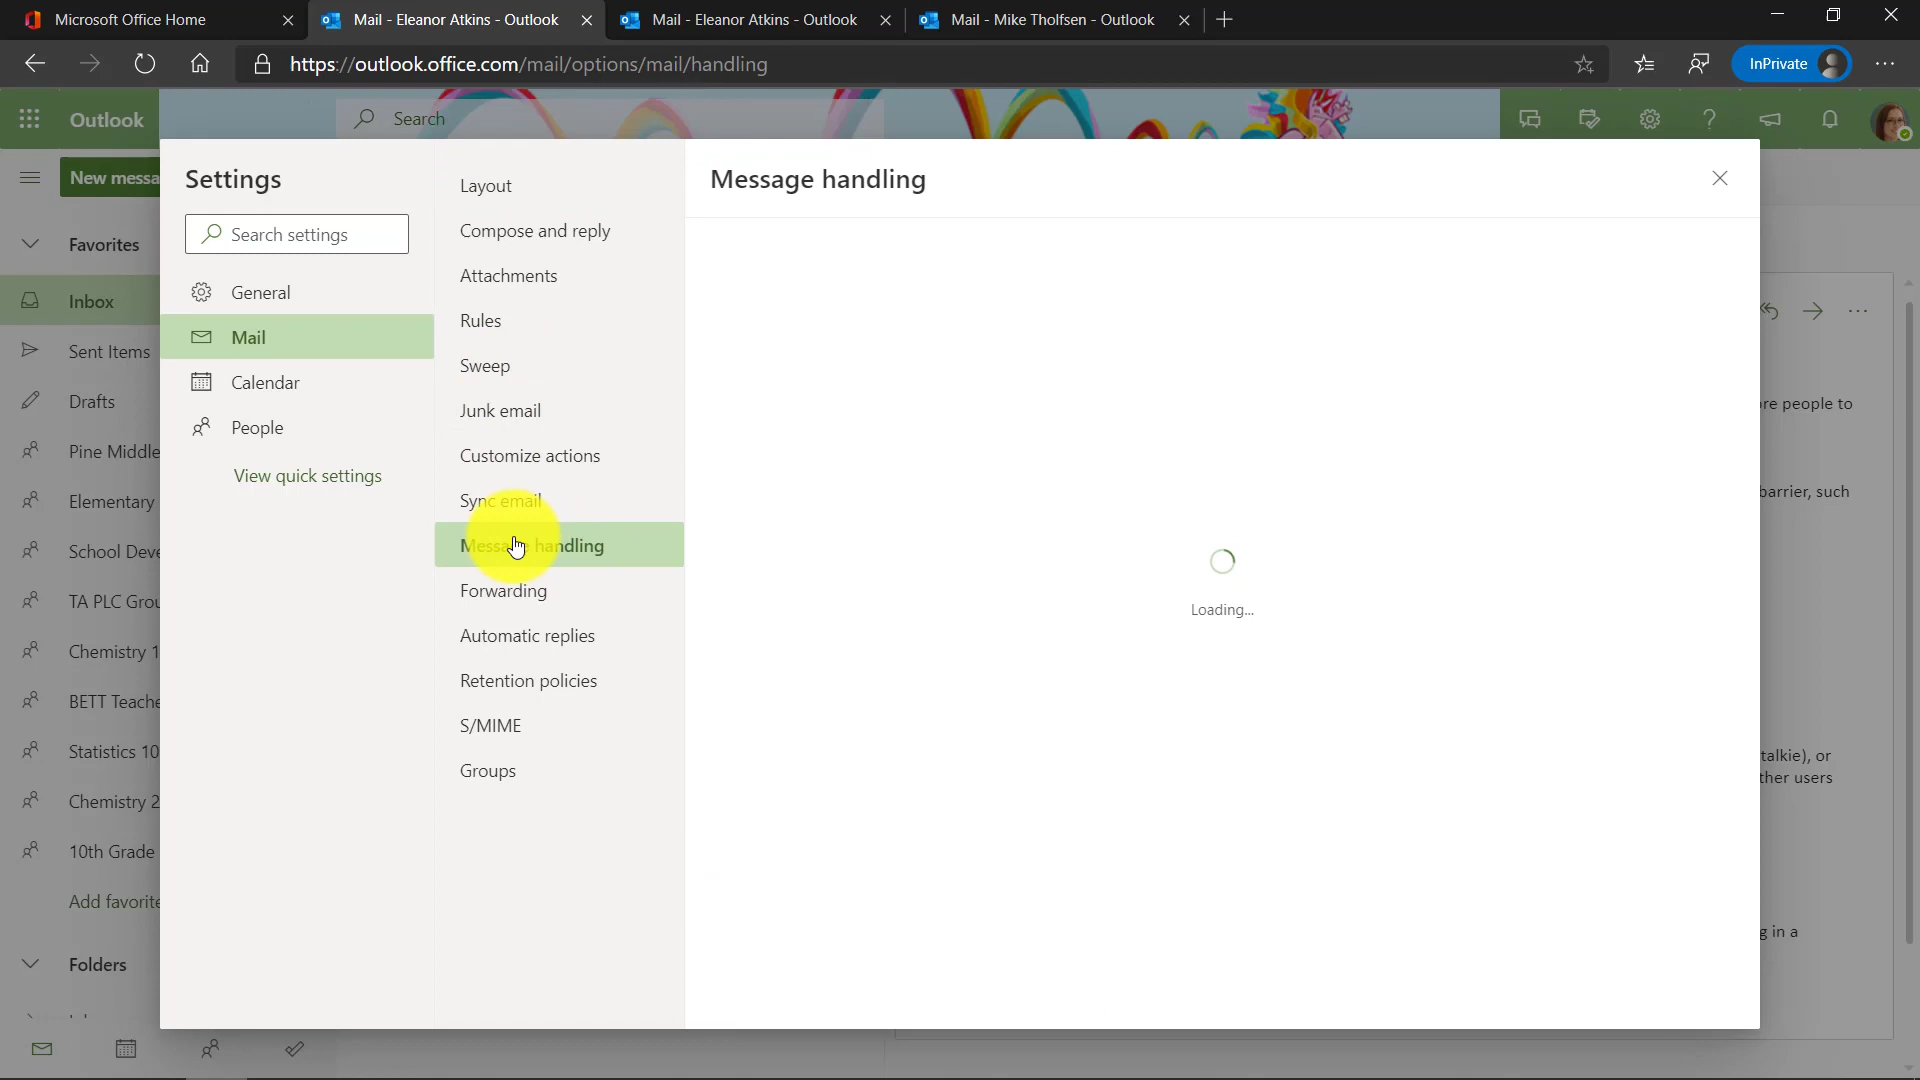 Microsoft Office Home
Mail - Eleanor Atkins - Outlook
Mail - Eleanor Atkins - Outlook
Mail - Mike Tholfsen - Outlook
https://outlook.office.com/mail/options/mail/handling
InPrivate
Outlook
Search
New messa
Favorites
Inbox
Sent Items
Drafts
Pine Middle
Elementary
School Deve
TA PLC Grou
Chemistry 1
BETT Teache
Statistics 10
Chemistry 2
10th Grade
Add favorite
Folders
Settings
Search settings
General
Mail
Calendar
People
View quick settings
Layout
Compose and reply
Attachments
Rules
Sweep
Junk email
Customize actions
Sync email
Message handling
Forwarding
Automatic replies
Retention policies
S/MIME
Groups
Message handling
Loading...
re people to
barrier, such
talkie), or
ther users
g in a